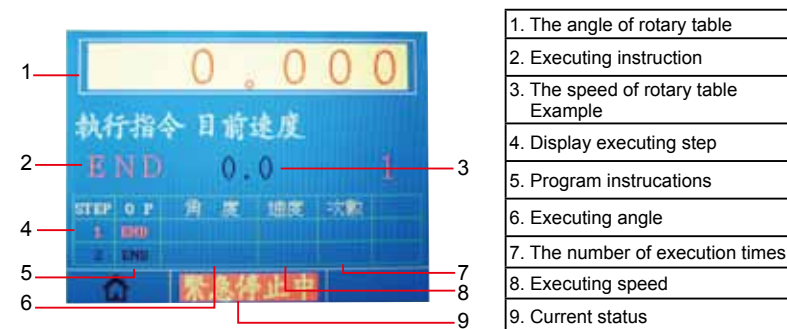 1
0.000
執行指令 目前速度
2
END
0.0
1
3
STEP O P 角 度 速度 次數
4
1 END
2 END
5
6
緊急停止中
7
8
9
1. The angle of rotary table
2. Executing instruction
3. The speed of rotary table
Example
4. Display executing step
5. Program instrucations
6. Executing angle
7. The number of execution times
8. Executing speed
9. Current status